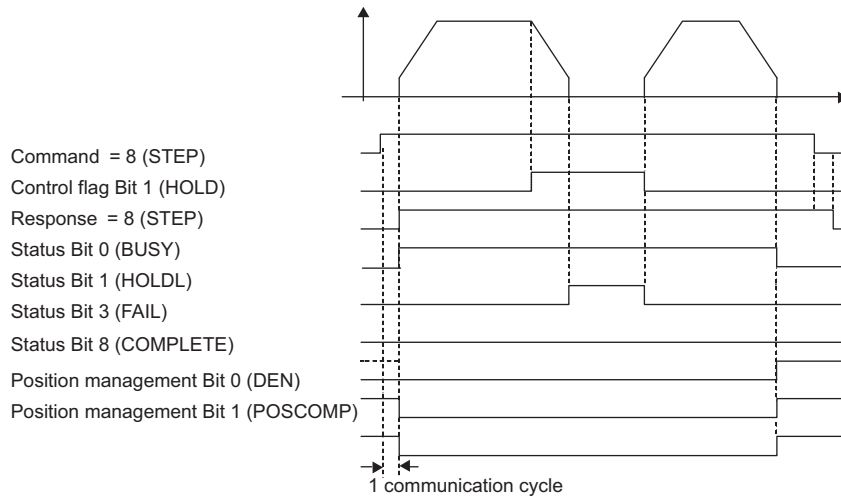 Command = 8 (STEP)
Control flag Bit 1 (HOLD)
Response = 8 (STEP)
Status Bit 0 (BUSY)
Status Bit 1 (HOLDL)
Status Bit 3 (FAIL)
Status Bit 8 (COMPLETE)
Position management Bit 0 (DEN)
Position management Bit 1 (POSCOMP)
1 communication cycle